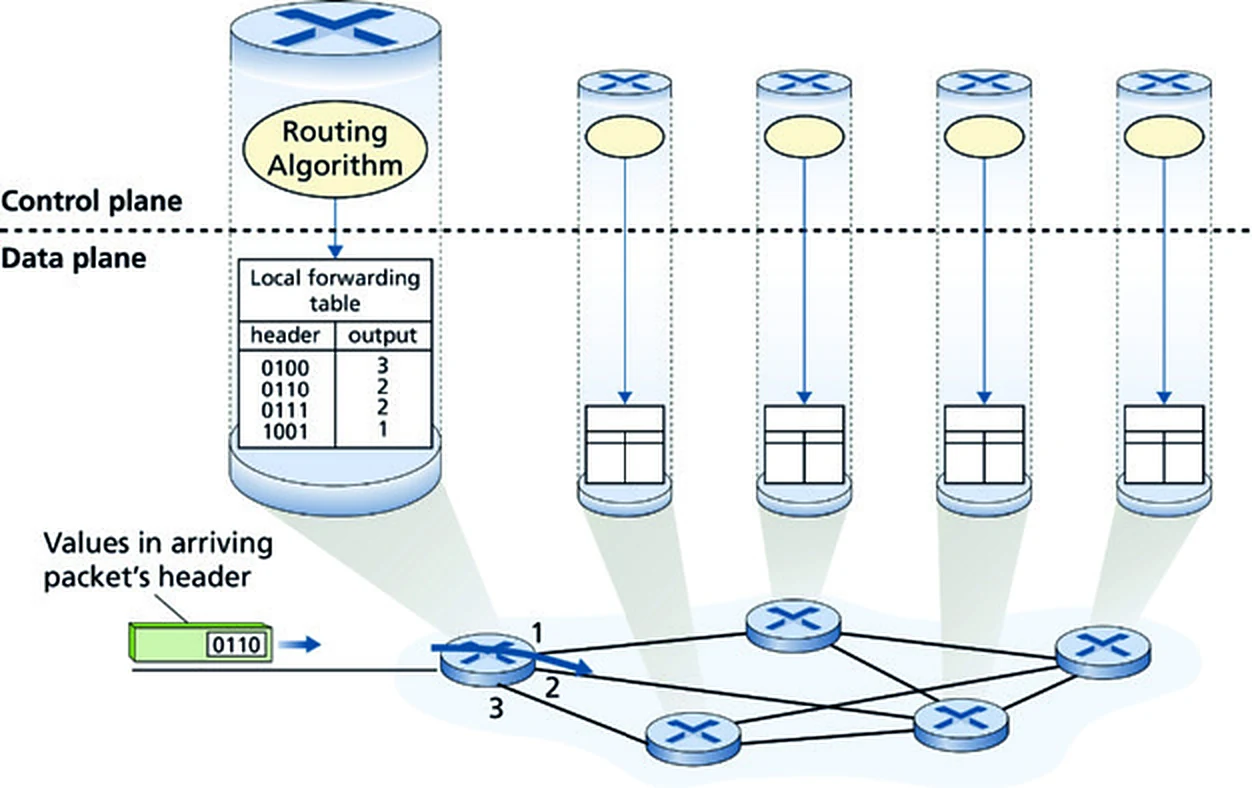 Routing
Algorithm
Control plane
Data plane
Local forwarding
table
header output
0100 3
0110 2
0111 2
1001 1
Values in arriving
packet's header
0110
1
2
3